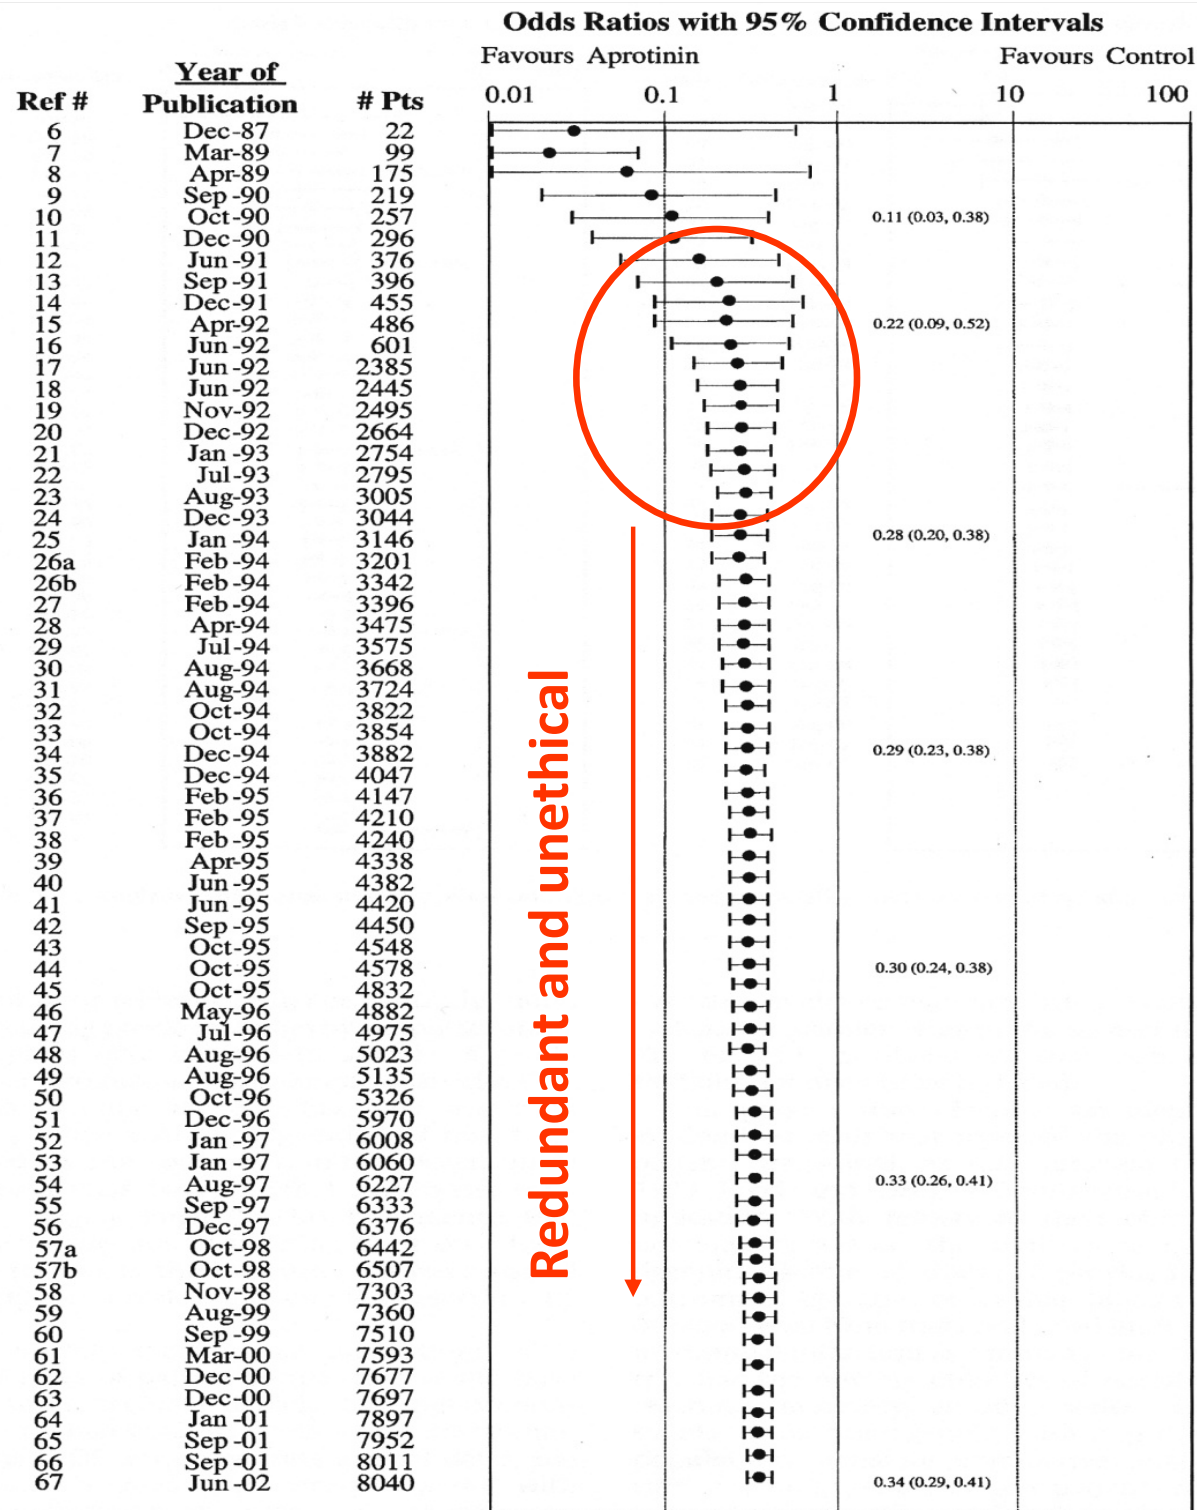 Odds Ratios with 95% Confidence Intervals
Favours Aprotinin Favours Control
Year of
Ref # Publication # Pts
0.01 0.1 1 10 100
6 Dec-87 22
7 Mar-89 99
8 Apr-89 175
9 Sep-90 219
10 Oct-90 257 0.11 (0.03, 0.38)
11 Dec-90 296
12 Jun-91 376
13 Sep-91 396
14 Dec-91 455
15 Apr-92 486 0.22 (0.09, 0.52)
16 Jun-92 601
17 Jun-92 2385
18 Jun-92 2445
19 Nov-92 2495
20 Dec-92 2664
21 Jan-93 2754
22 Jul-93 2795
23 Aug-93 3005
24 Dec-93 3044
25 Jan-94 3146 0.28 (0.20, 0.38)
26a Feb-94 3201
26b Feb-94 3342
27 Feb-94 3396
28 Apr-94 3475
29 Jul-94 3575
30 Aug-94 3668
31 Aug-94 3724
32 Oct-94 3822
33 Oct-94 3854
34 Dec-94 3882 0.29 (0.23, 0.38)
35 Dec-94 4047
36 Feb-95 4147
37 Feb-95 4210
38 Feb-95 4240
39 Apr-95 4338
40 Jun-95 4382
41 Jun-95 4420
42 Sep-95 4450
43 Oct-95 4548
44 Oct-95 4578 0.30 (0.24, 0.38)
45 Oct-95 4832
46 May-96 4882
47 Jul-96 4975
48 Aug-96 5023
49 Aug-96 5135
50 Oct-96 5326
51 Dec-96 5970
52 Jan-97 6008
53 Jan-97 6060
54 Aug-97 6227 0.33 (0.26, 0.41)
55 Sep-97 6333
56 Dec-97 6376
57a Oct-98 6442
57b Oct-98 6507
58 Nov-98 7303
59 Aug-99 7360
60 Sep-99 7510
61 Mar-00 7593
62 Dec-00 7677
63 Dec-00 7697
64 Jan-01 7897
65 Sep-01 7952
66 Sep-01 8011
67 Jun-02 8040 0.34 (0.29, 0.41)
Redundant and unethical